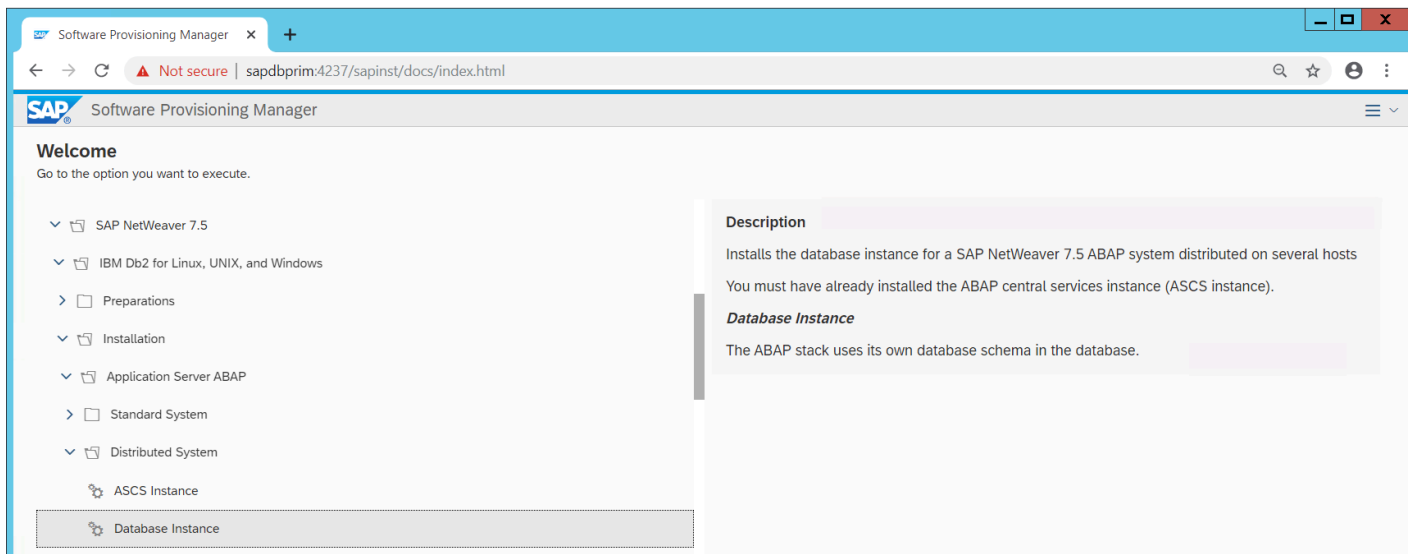 Software Provisioning Manager
Not secure | sapdbprim:4237/sapinst/docs/index.html
SAP Software Provisioning Manager
Welcome
Go to the option you want to execute.
SAP NetWeaver 7.5
IBM Db2 for Linux, UNIX, and Windows
Preparations
Installation
Application Server ABAP
Standard System
Distributed System
ASCS Instance
Database Instance
Description
Installs the database instance for a SAP NetWeaver 7.5 ABAP system distributed on several hosts
You must have already installed the ABAP central services instance (ASCS instance).
Database Instance
The ABAP stack uses its own database schema in the database.